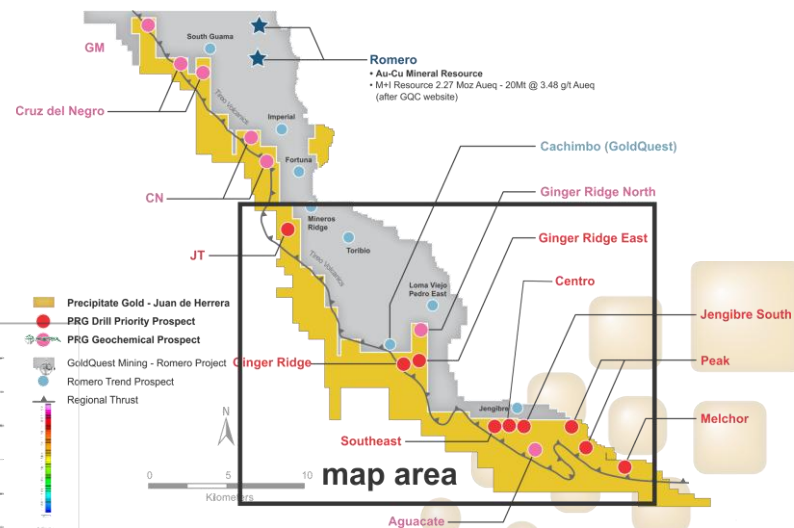 GM
South Guama
Romero
• Au-Cu Mineral Resource
• M+I Resource 2.27 Moz Aueq - 20Mt @ 3.48 g/t Aueq
(after GQC website)
Cruz del Negro
Tireo Volcanics
Imperial
Cachimbo (GoldQuest)
Fortuna
CN
Ginger Ridge North
Mineros
Ridge
JT
Toribio
Ginger Ridge East
Tireo Volcanics
Centro
Loma Viejo
Pedro East
Precipitate Gold - Juan de Herrera
PRG Drill Priority Prospect
PRG Geochemical Prospect
GoldQuest Mining - Romero Project
Romero Trend Prospect
Regional Thrust
Jengibre South
Ginger Ridge
Peak
Jengibre
Melchor
N
Southeast
0 5 10
Kilometers
map area
Aguacate